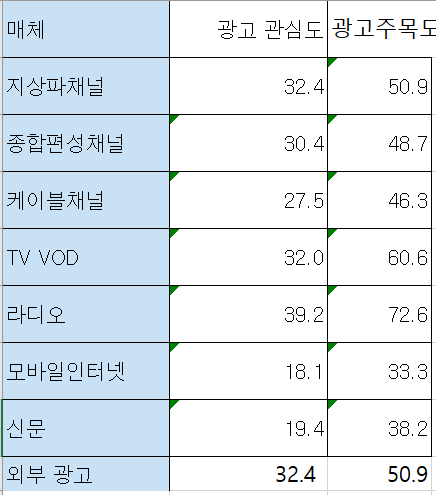 매체 광고 관심도 광고주목도
지상파채널 32.4 50.9
종합편성채널 30.4 48.7
케이블채널 27.5 46.3
TV VOD 32.0 60.6
라디오 39.2 72.6
모바일인터넷 18.1 33.3
신문 19.4 38.2
외부 광고 32.4 50.9